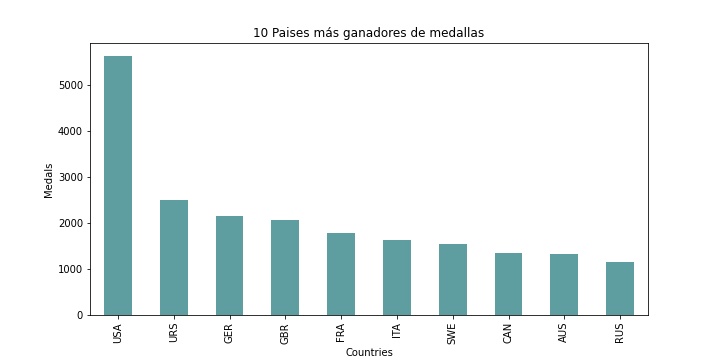 10 Paises más ganadores de medallas
Medals
5000
4000
3000
2000
1000
0
USA
URS
GER
GBR
FRA
ITA
SWE
CAN
AUS
RUS
Countries